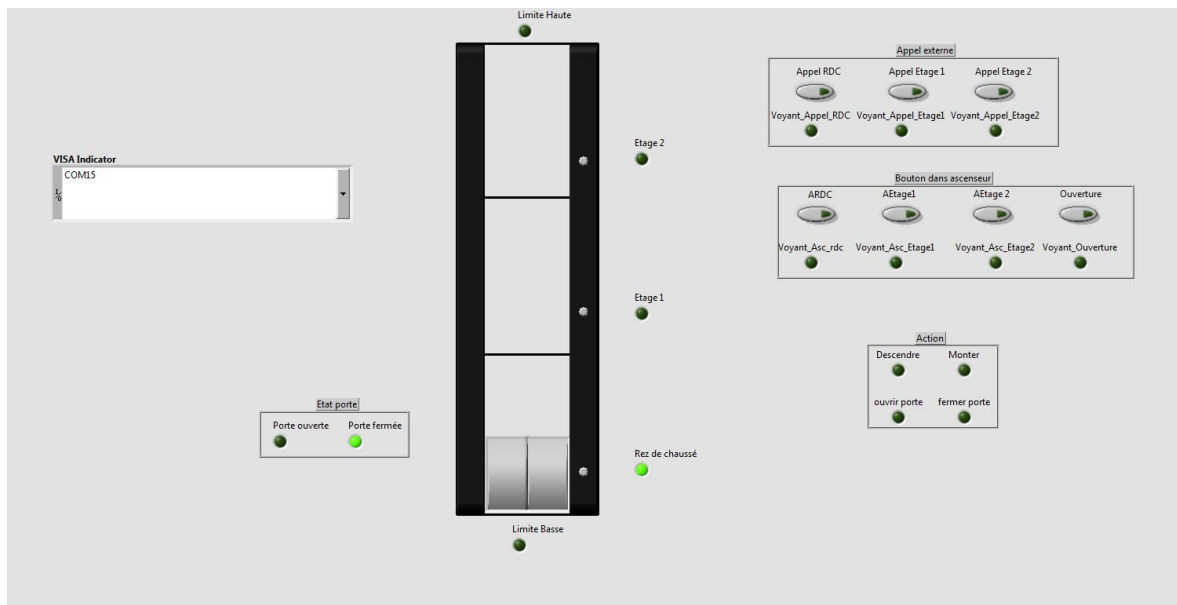 Limite Haute
VISA Indicator
COM15
Etage 2
Etage 1
Etat porte
Porte ouverte Porte fermée
Rez de chaussé
Limite Basse
Appel externe
Appel RDC Appel Etage 1 Appel Etage 2
Voyant_Appel_RDC Voyant_Appel_Etage1 Voyant_Appel_Etage2
Bouton dans ascenseur
ARDC AEtage1 AEtage 2 Ouverture
Voyant_Asc_rdc Voyant_Asc_Etage1 Voyant_Asc_Etage2 Voyant_Ouverture
Action
Descendre Monter
ouvrir porte fermer porte